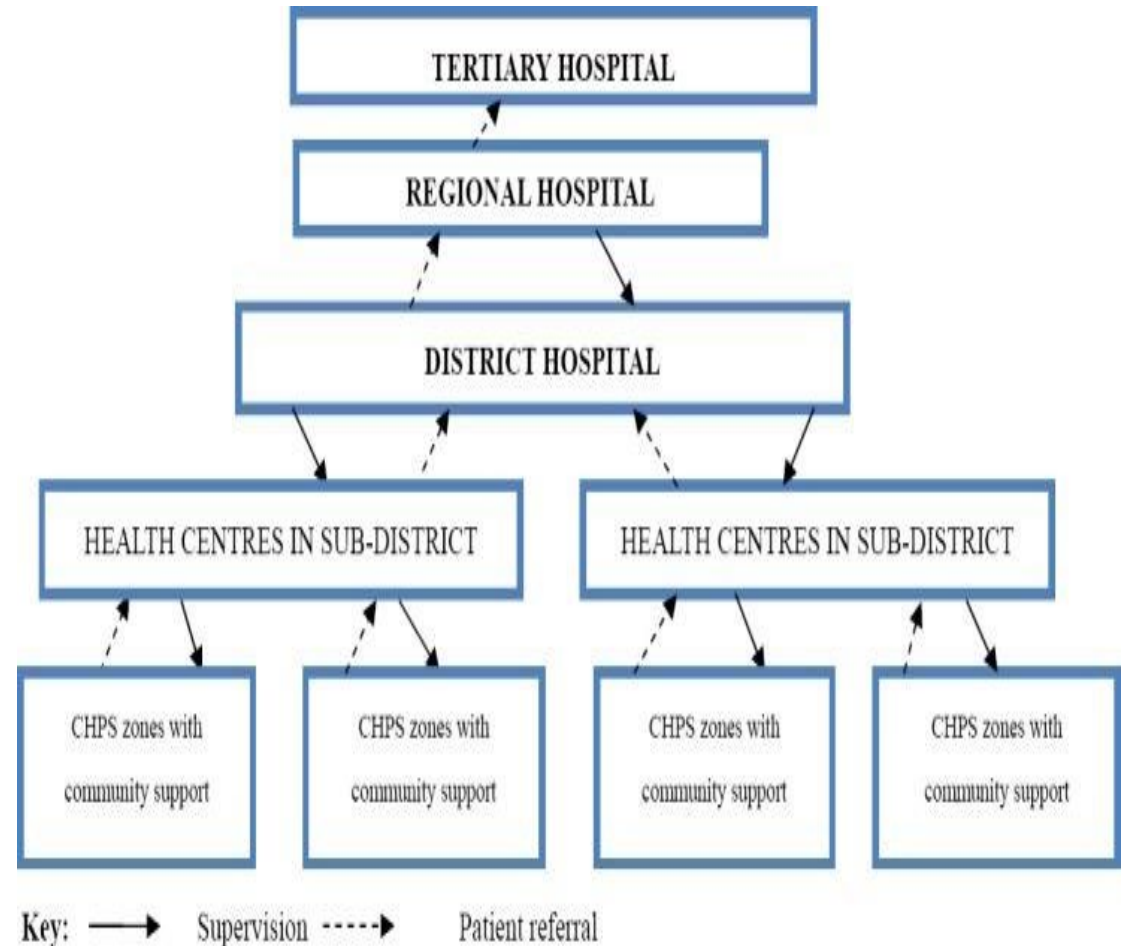 TERTIARY HOSPITAL
REGIONAL HOSPITAL
DISTRICT HOSPITAL
HEALTH CENTRES IN SUB-DISTRICT
HEALTH CENTRES IN SUB-DISTRICT
CHPS zones with
community support
CHPS zones with
community support
CHPS zones with
community support
CHPS zones with
community support
Key: Supervision Patient referral